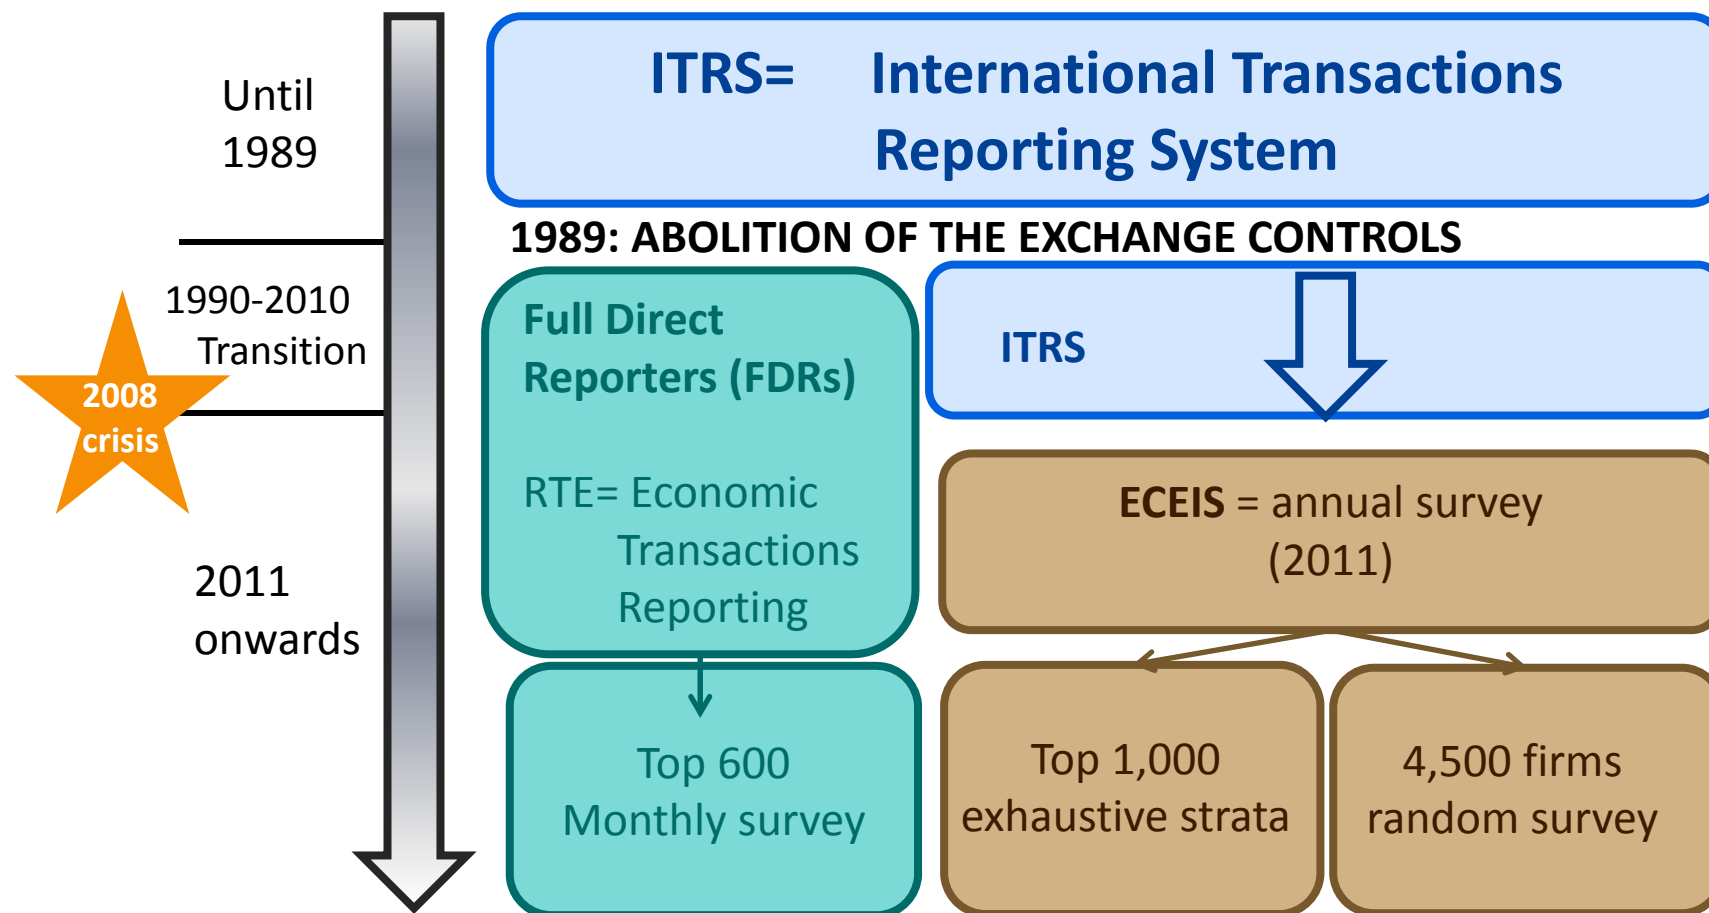 Until
1989
ITRS= International Transactions
Reporting System
1989: ABOLITION OF THE EXCHANGE CONTROLS
1990-2010
Transition
2008
crisis
2011
onwards
Full Direct
Reporters (FDRs)
RTE= Economic
Transactions
Reporting
ITRS
ECEIS = annual survey
(2011)
Top 600
Monthly survey
Top 1,000
exhaustive strata
4,500 firms
random survey